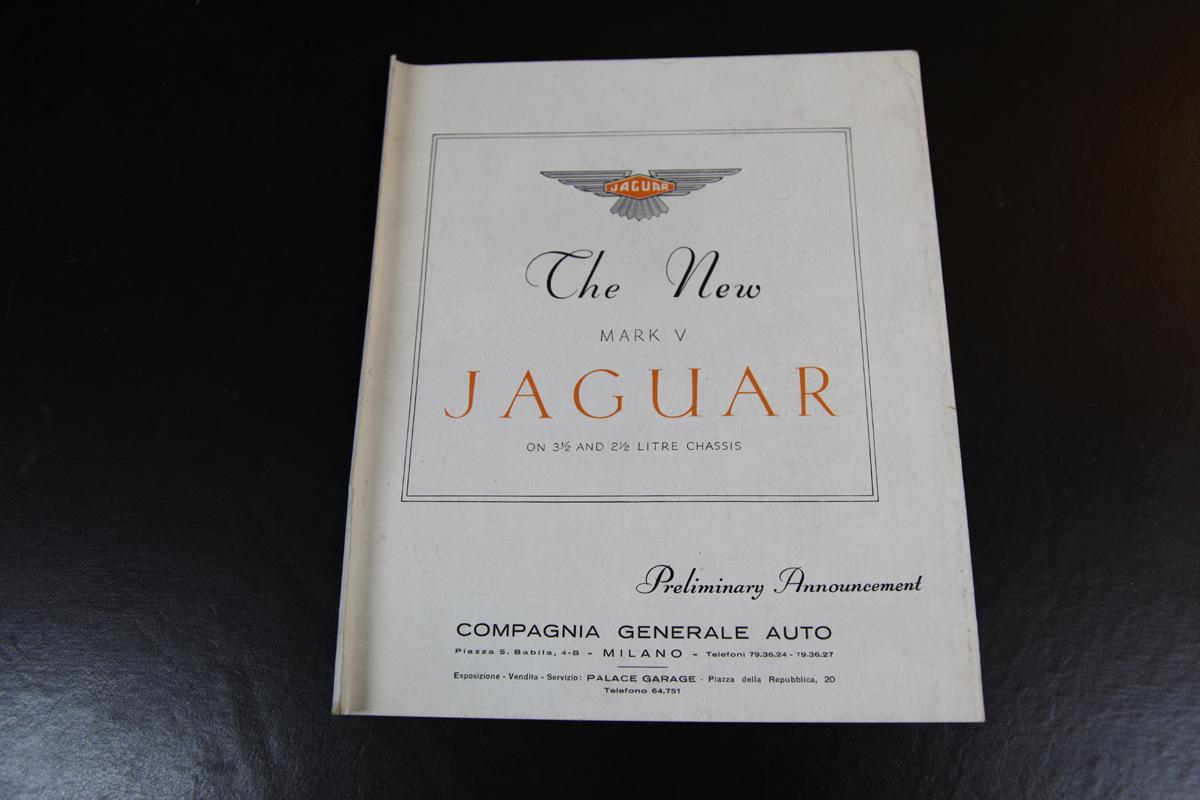 JAGUAR
The New
MARK V
JAGUAR
ON 3½ AND 2½ LITRE CHASSIS
Preliminary Announcement
COMPAGNIA GENERALE AUTO
Piazza S. Babila, 4-B - MILANO - Telefoni 79.36.24 - 79.36.27
Esposizione - Vendita - Servizio: PALACE GARAGE - Piazza della Repubblica, 20
Telefono 64.751